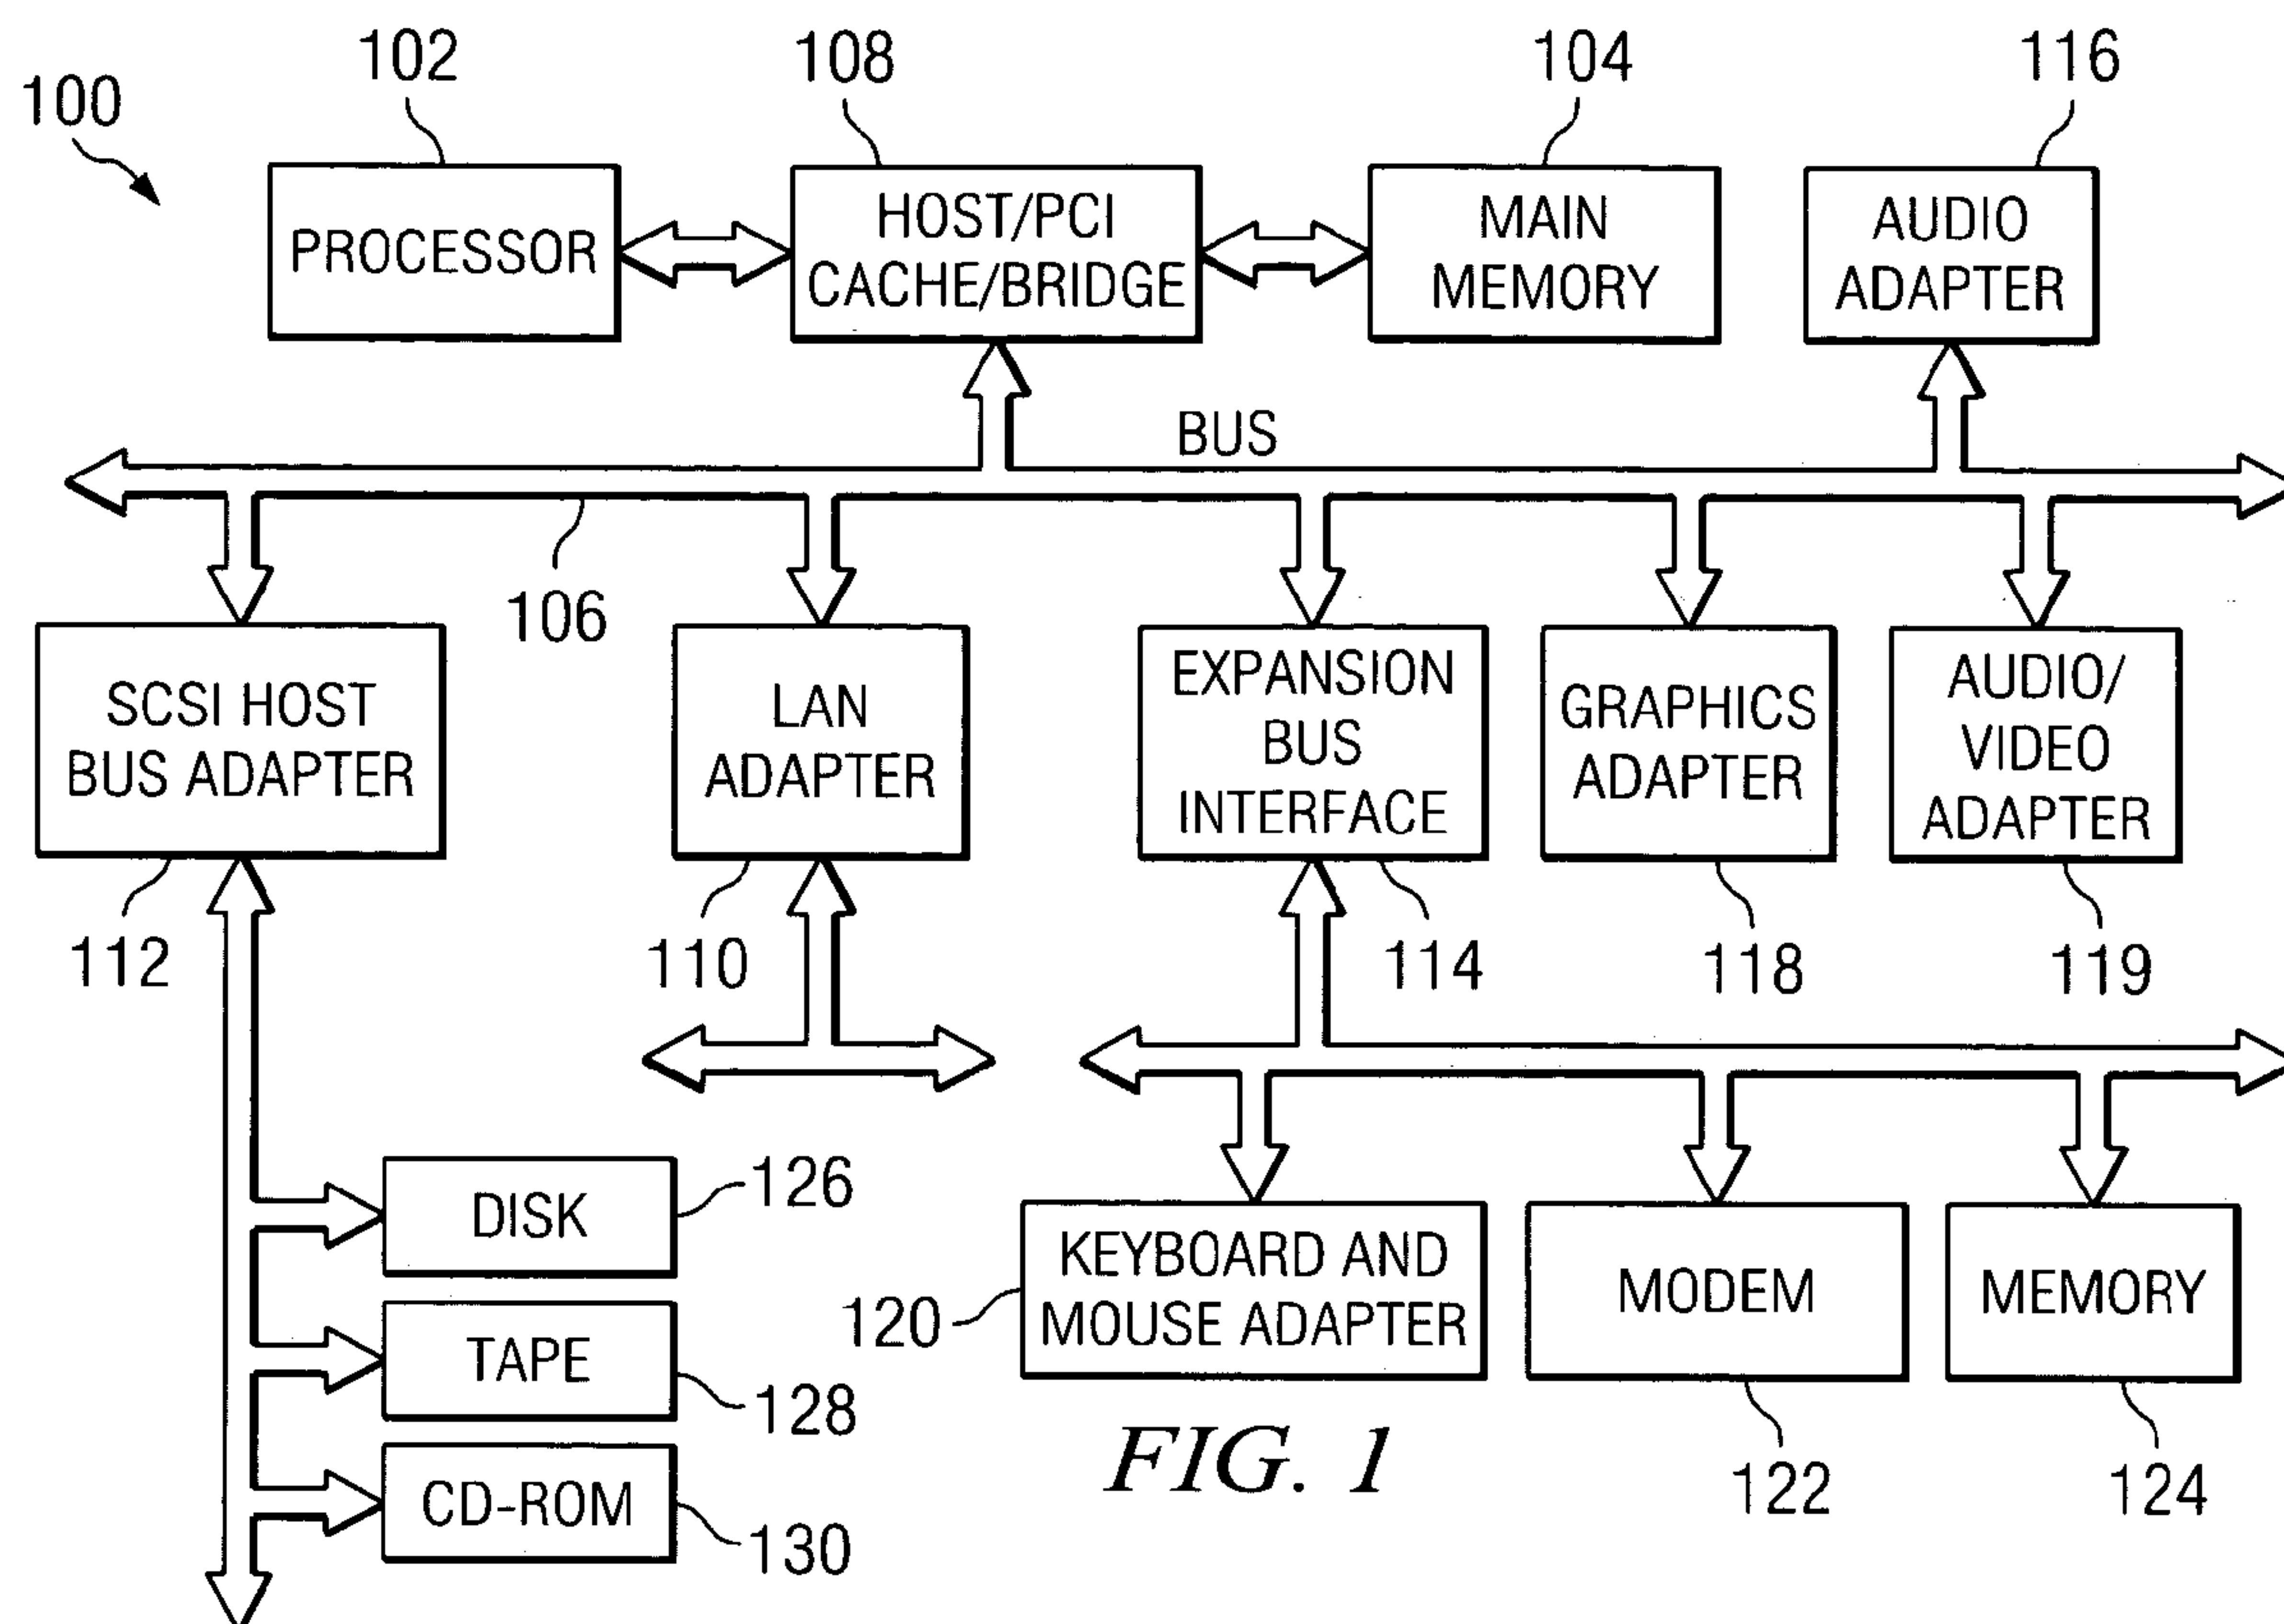 100
102
108
104
116
PROCESSOR
HOST/PCI
CACHE/BRIDGE
MAIN
MEMORY
AUDIO
ADAPTER
BUS
106
SCSI HOST
BUS ADAPTER
LAN
ADAPTER
EXPANSION
BUS
INTERFACE
GRAPHICS
ADAPTER
AUDIO/
VIDEO
ADAPTER
112
110
114
118
119
DISK
126
TAPE
128
CD-ROM
130
120
KEYBOARD AND
MOUSE ADAPTER
MODEM
MEMORY
122
124
FIG. 1